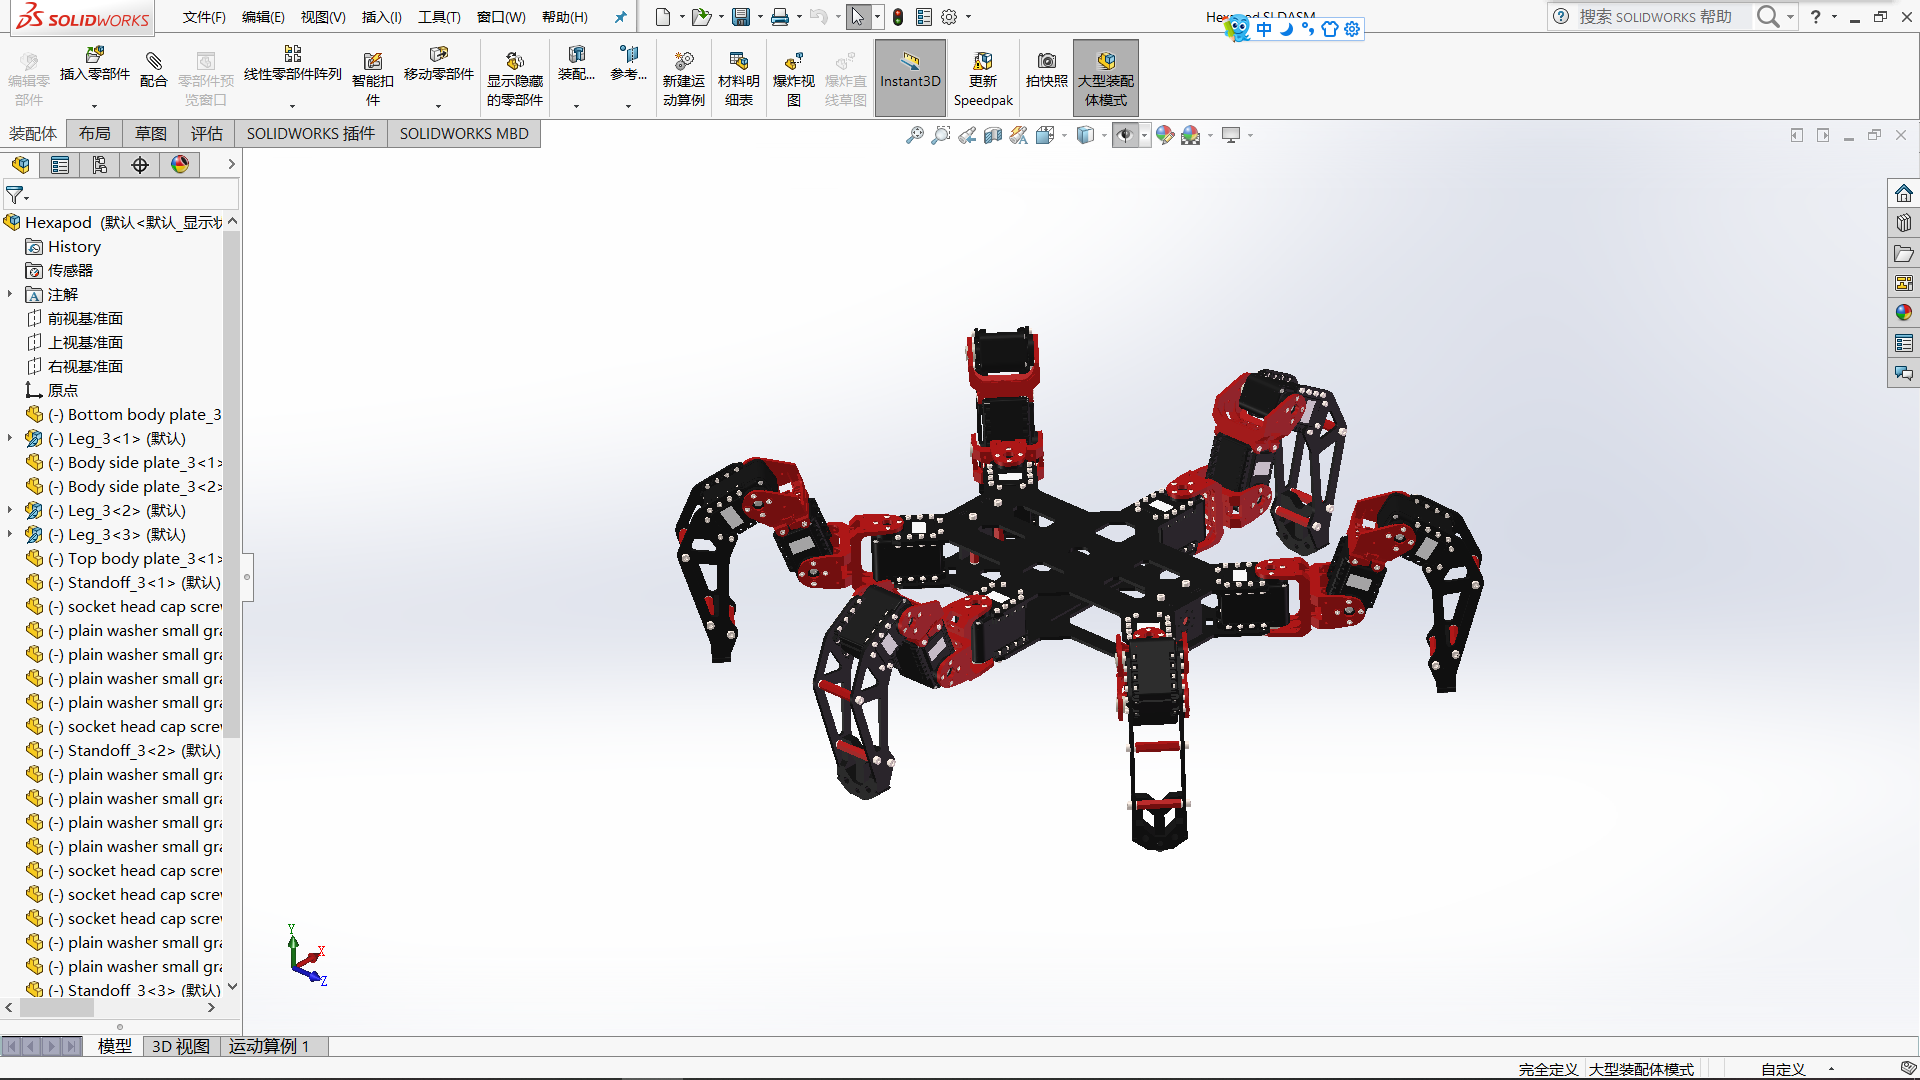 SOLIDWORKS
文件(F) 编辑(E) 视图(V) 插入(I) 工具(T) 窗口(W) 帮助(H)
搜索 SOLIDWORKS 帮助
中
编辑零部件
插入零部件
配合
零部件预览窗口
线性零部件阵列
智能扣件
移动零部件
显示隐藏的零部件
装配...
参考...
新建运动算例
材料明细表
爆炸视图
爆炸直线草图
Instant3D
更新 Speedpak
拍快照
大型装配体模式
装配体 布局 草图 评估 SOLIDWORKS 插件 SOLIDWORKS MBD
Hexapod (默认<默认_显示状
History
传感器
注解
前视基准面
上视基准面
右视基准面
原点
(-) Bottom body plate_3
(-) Leg_3<1> (默认)
(-) Body side plate_3<1>
(-) Body side plate_3<2>
(-) Leg_3<2> (默认)
(-) Leg_3<3> (默认)
(-) Top body plate_3<1>
(-) Standoff_3<1> (默认)
(-) socket head cap screw
(-) plain washer small gra
(-) plain washer small gra
(-) plain washer small gra
(-) plain washer small gra
(-) socket head cap screw
(-) Standoff_3<2> (默认)
(-) plain washer small gra
(-) plain washer small gra
(-) plain washer small gra
(-) plain washer small gra
(-) socket head cap screw
(-) socket head cap screw
(-) socket head cap screw
(-) plain washer small gra
(-) plain washer small gra
(-) Standoff_3<3> (默认)
Y
X
Z
模型 3D 视图 运动算例 1
完全定义 大型装配体模式 自定义